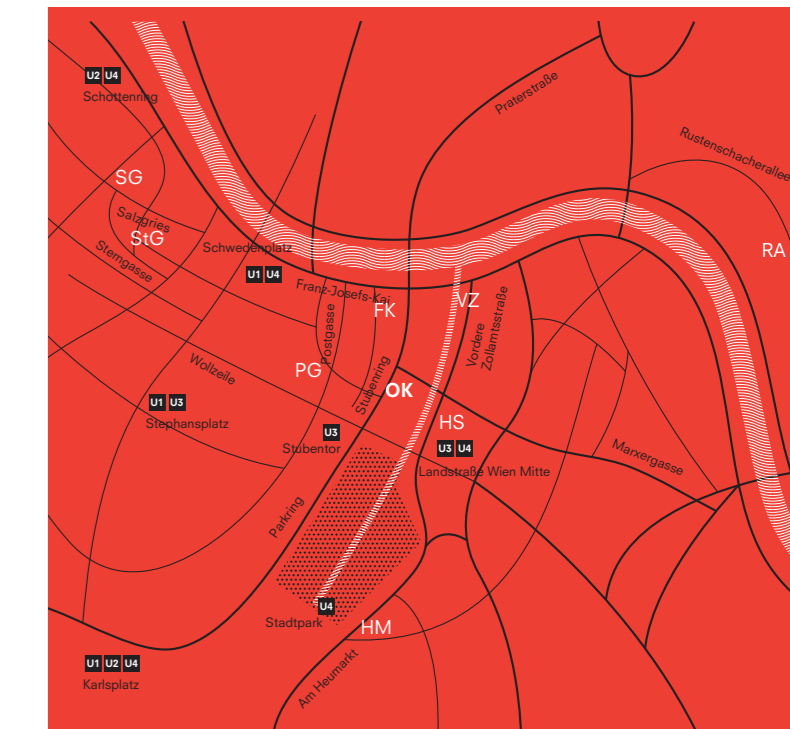 U2 U4
Schottenring
Praterstraße
Rustenschacherallee
SG
Salzgries
StG
Sterngasse
Schwedenplatz
U1 U4
RA
Franz-Josefs-Kai
FK
VZ
Postgasse
Vordere
Zollamtsstraße
Wollzeile
PG
Stubenring
OK
U1 U3
Stephansplatz
U3
Stubentor
HS
U3 U4
Landstraße Wien Mitte
Marxergasse
Parkring
U4
Stadtpark
HM
Am Heumarkt
U1 U2 U4
Karlsplatz